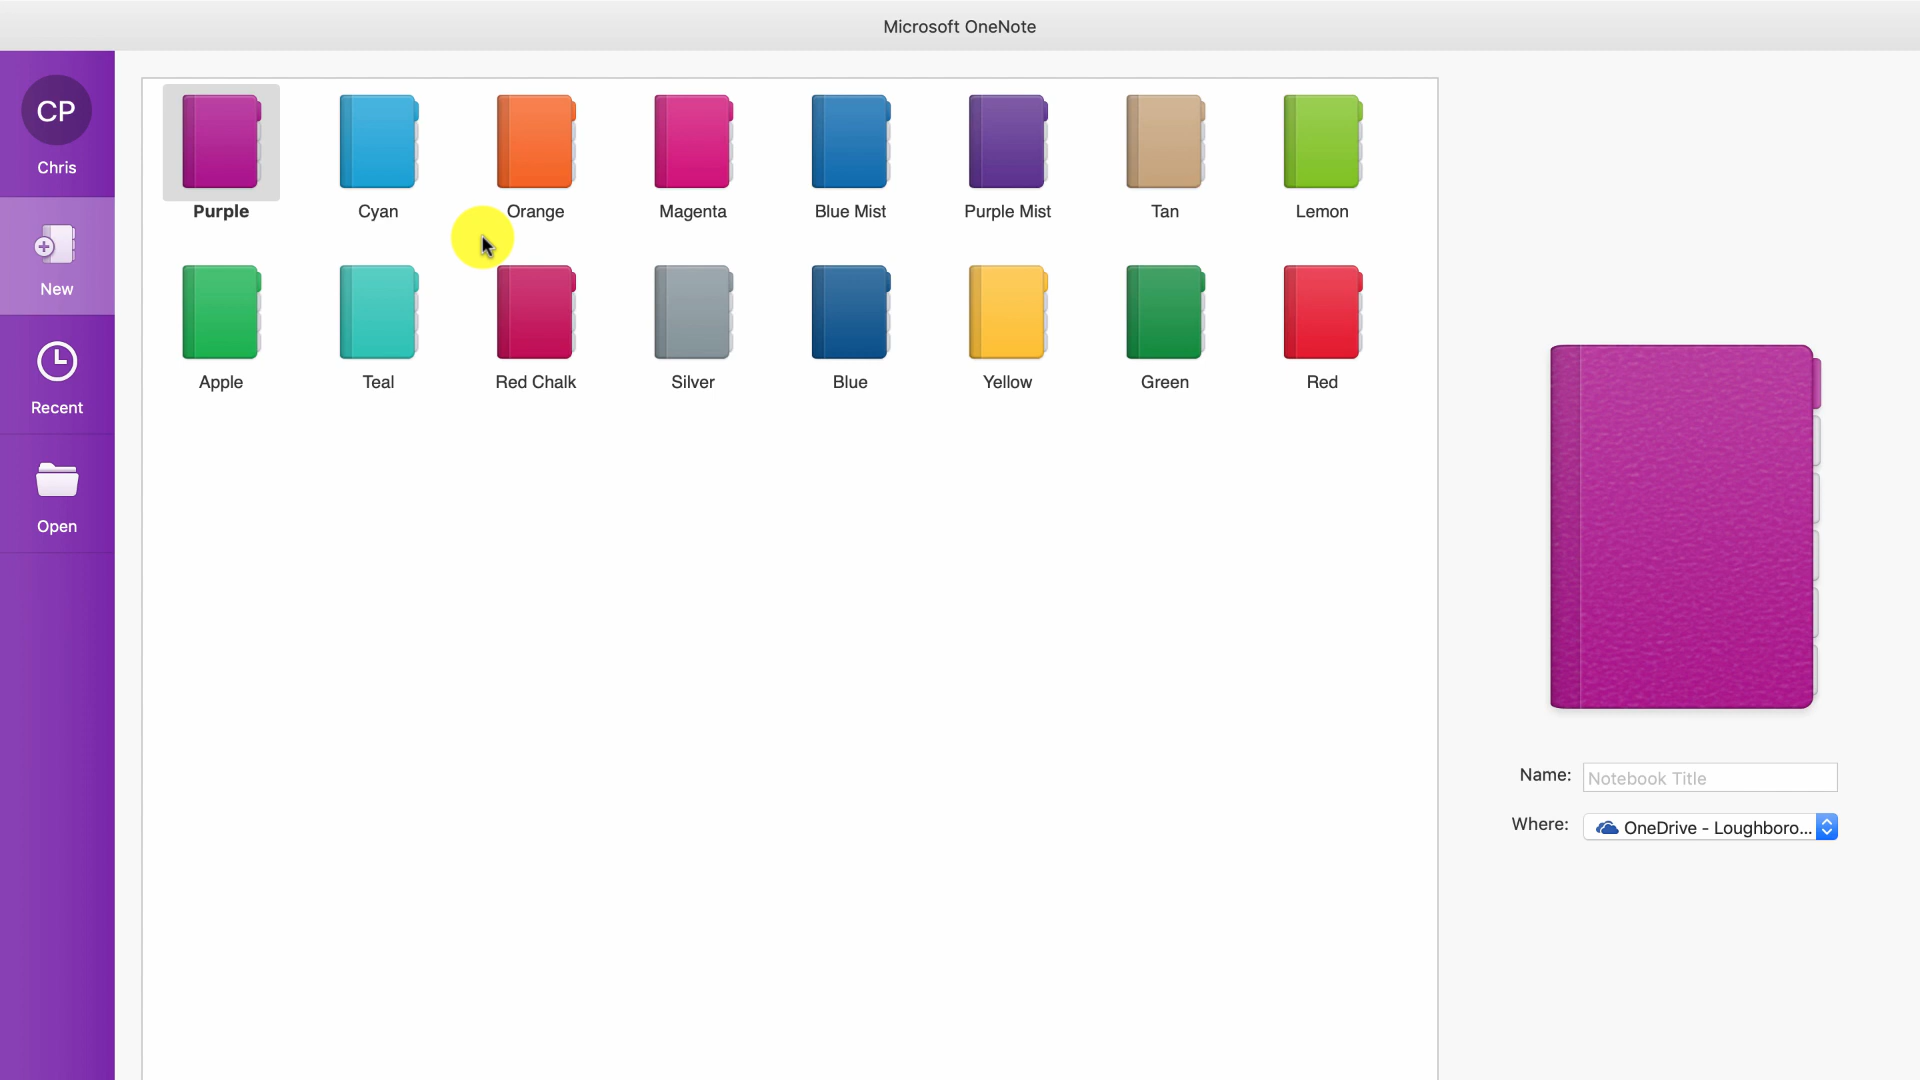 Microsoft OneNote
CP
Chris
New
Recent
Open
Purple
Cyan
Orange
Magenta
Blue Mist
Purple Mist
Tan
Lemon
Apple
Teal
Red Chalk
Silver
Blue
Yellow
Green
Red
Name: Notebook Title
Where: OneDrive - Loughboro...